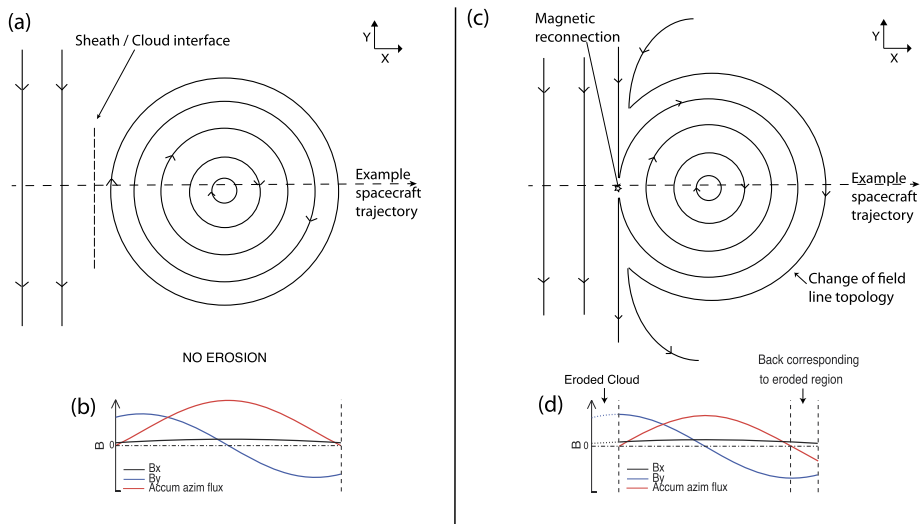 (a)
Sheath / Cloud interface
Y
X
Example
spacecraft
trajectory
NO EROSION
(b)
B
0
Bx
By
Accum azim flux
(c)
Magnetic
reconnection
Y
X
Example
spacecraft
trajectory
Change of field
line topology
Back corresponding
to eroded region
Eroded Cloud
(d)
B
0
Bx
By
Accum azim flux